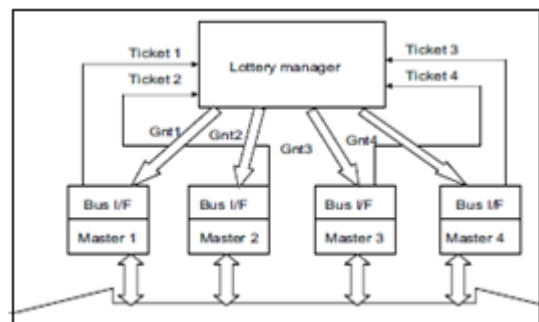 Ticket 1
Ticket 2
Lottery manager
Ticket 3
Ticket 4
Gnt1
Gnt2
Gnt3
Gnt4
Bus I/F
Bus I/F
Bus I/F
Bus I/F
Master 1
Master 2
Master 3
Master 4